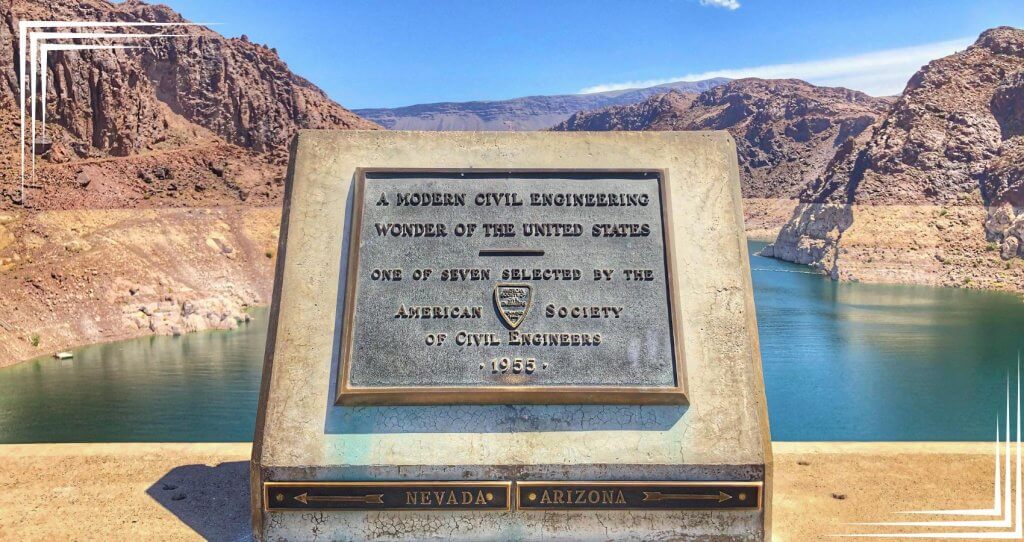 A MODERN CIVIL ENGINEERING
WONDER OF THE UNITED STATES
ONE OF SEVEN SELECTED BY THE
AMERICAN SOCIETY
OF CIVIL ENGINEERS
· 1955 ·
NEVADA ARIZONA